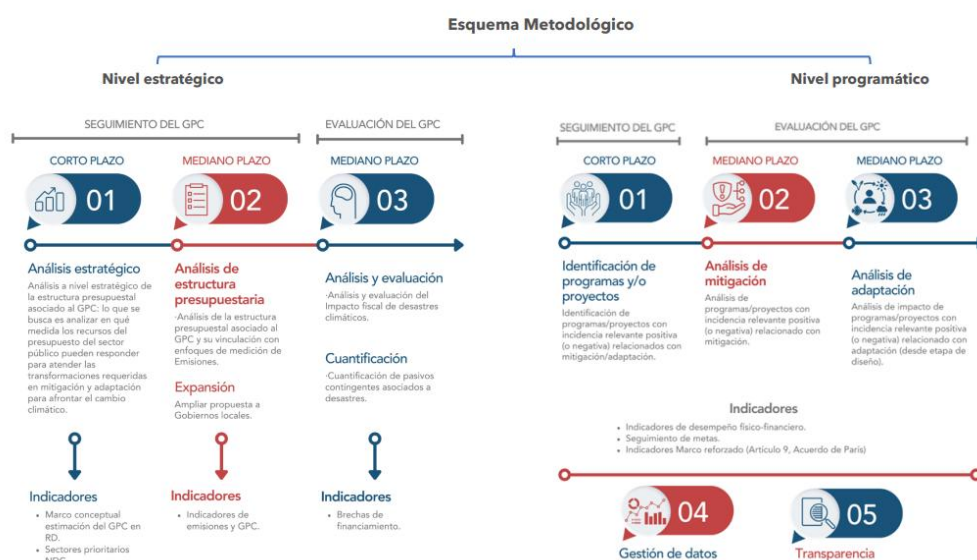 Esquema Metodológico
Nivel estratégico
SEGUIMIENTO DEL GPC
EVALUACIÓN DEL GPC
CORTO PLAZO
01
Análisis estratégico
Análisis a nivel estratégico de
la estructura presupuestal
asociado al GPC: lo que se
busca es analizar en qué
medida los recursos del
presupuesto del sector
público pueden responder
para atender las
transformaciones requeridas
en mitigación y adaptación
para afrontar el cambio
climático.
Indicadores
• Marco conceptual
estimación del GPC en
RD.
• Sectores prioritarios
NDC
MEDIANO PLAZO
02
Análisis de
estructura
presupuestaria
·Análisis de la estructura
presupuestal asociado al
GPC y su vinculación con
enfoques de medición de
Emisiones.
Expansión
Ampliar propuesta a
Gobiernos locales.
Indicadores
• Indicadores de
emisiones y GPC.
MEDIANO PLAZO
03
Análisis y evaluación
·Análisis y evaluación del
Impacto fiscal de desastres
climáticos.
Cuantificación
·Cuantificación de pasivos
contingentes asociados a
desastres.
Indicadores
• Brechas de
financiamiento.
Nivel programático
SEGUIMIENTO DEL GPC
EVALUACIÓN DEL GPC
CORTO PLAZO
01
Identificación de
programas y/o
proyectos
Identificación de
programas/proyectos con
incidencia relevante positiva
(o negativa) relacionados con
mitigación/adaptación.
MEDIANO PLAZO
02
Análisis de
mitigación
Análisis de
programas/proyectos con
incidencia relevante positiva
(o negativa) relacionado con
mitigación.
MEDIANO PLAZO
03
Análisis de
adaptación
Análisis de impacto de
programas/proyectos con
incidencia relevante positiva
(o negativa) relacionado con
adaptación (desde etapa de
diseño).
Indicadores
• Indicadores de desempeño físico-financiero.
• Seguimiento de metas.
• Indicadores Marco reforzado (Artículo 9, Acuerdo de París)
04
Gestión de datos
05
Transparencia